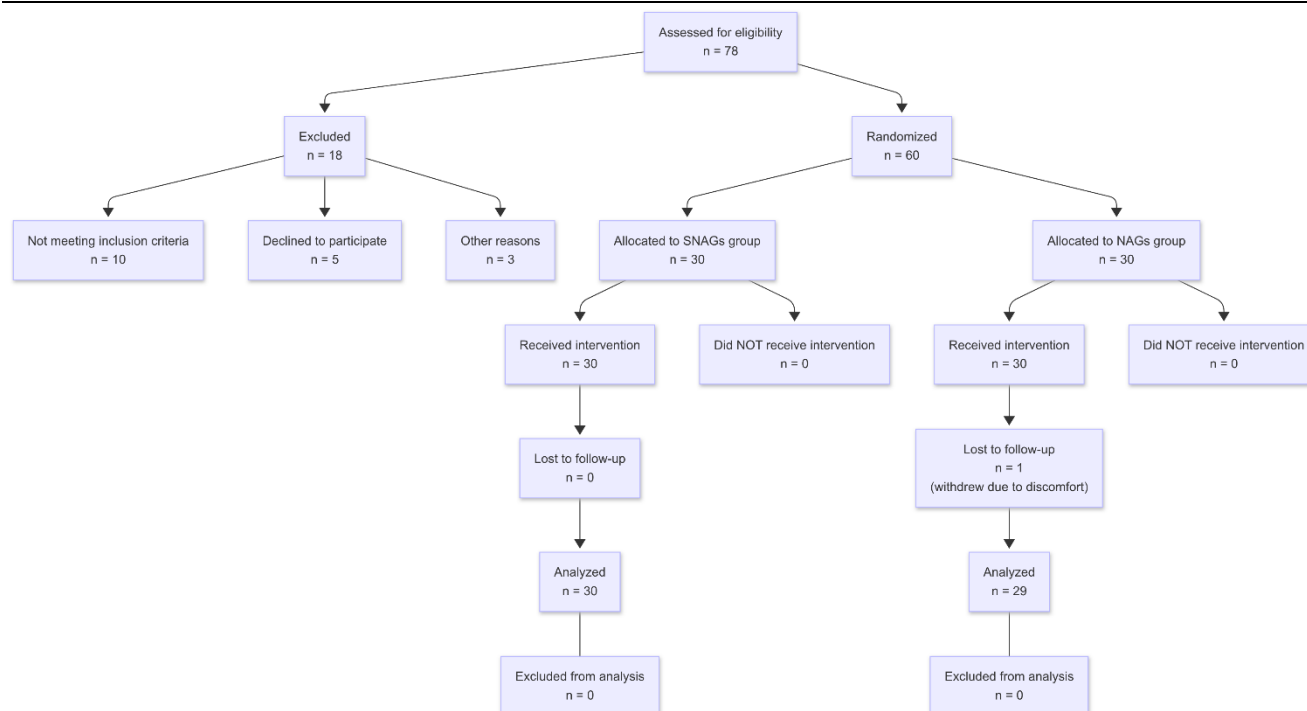 Assessed for eligibility
n = 78
Excluded
n = 18
Randomized
n = 60
Not meeting inclusion criteria
n = 10
Declined to participate
n = 5
Other reasons
n = 3
Allocated to SNAGs group
n = 30
Allocated to NAGs group
n = 30
Received intervention
n = 30
Did NOT receive intervention
n = 0
Received intervention
n = 30
Did NOT receive intervention
n = 0
Lost to follow-up
n = 0
Lost to follow-up
n = 1
(withdrew due to discomfort)
Analyzed
n = 30
Analyzed
n = 29
Excluded from analysis
n = 0
Excluded from analysis
n = 0